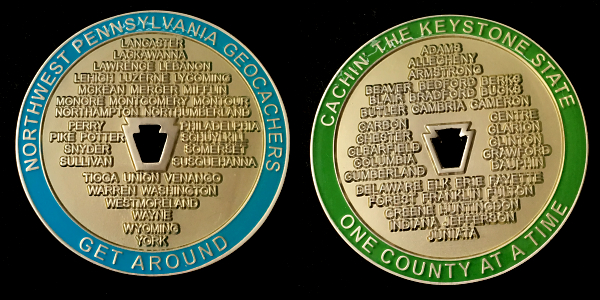 NORTHWEST PENNSYLVANIA GEOCACHERS
LANCASTER
LACKAWANNA
LAWRENCE LEBANON
LEHIGH LUZERNE LYCOMING
MCKEAN MERCER MIFFLIN
MONROE MONTGOMERY MONTOUR
NORTHAMPTON NORTHUMBERLAND
PERRY PHILADELPHIA
PIKE POTTER SCHUYLKILL
SNYDER SOMERSET
SULLIVAN SUSQUEHANNA
TIOGA UNION VENANGO
WARREN WASHINGTON
WESTMORELAND
WAYNE
WYOMING
YORK
GET AROUND
CACHIN' THE KEYSTONE STATE
ADAMS
ALLEGHENY
ARMSTRONG
BEAVER BEDFORD BERKS
BLAIR BRADFORD BUCKS
BUTLER CAMBRIA CAMERON
CARBON CENTRE
CHESTER CLARION
CLEARFIELD CLINTON
COLUMBIA CRAWFORD
CUMBERLAND DAUPHIN
DELAWARE ELK ERIE FAYETTE
FOREST FRANKLIN FULTON
GREENE HUNTINGDON
INDIANA JEFFERSON
JUNIATA
ONE COUNTY AT A TIME